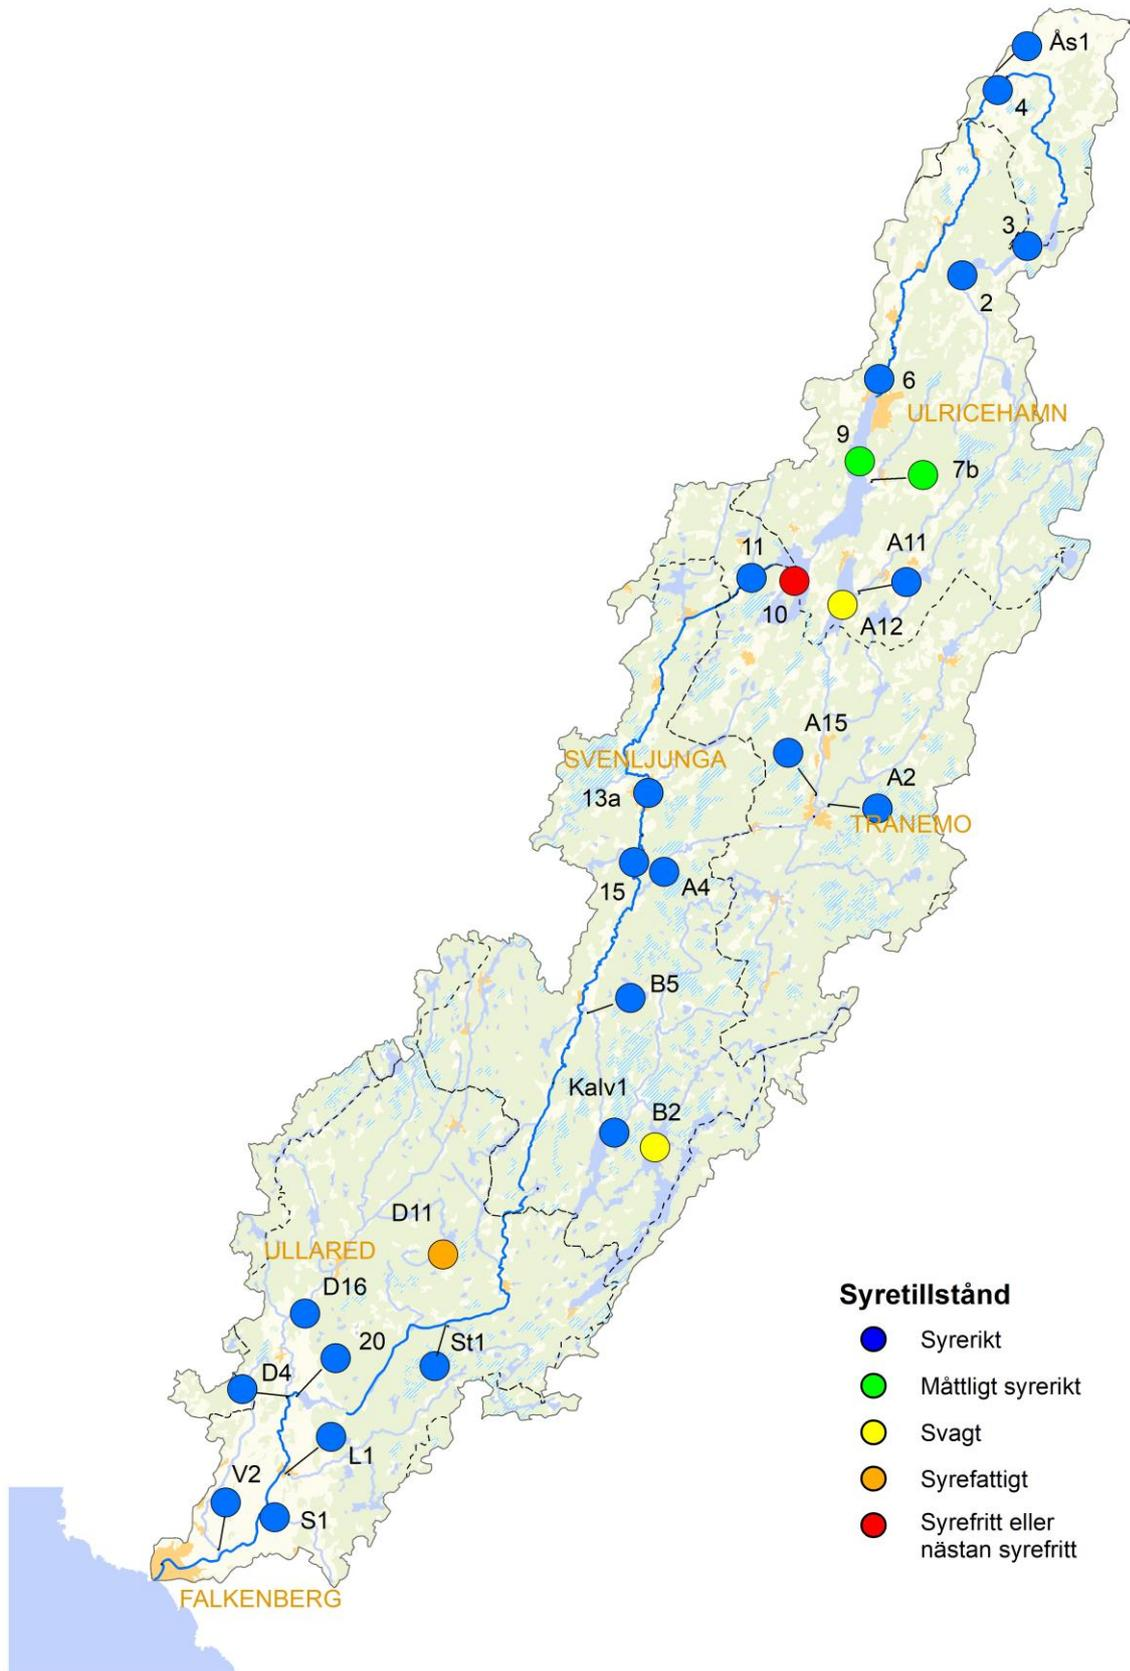 Ås1
4
3
2
6
ULRICEHAMN
9
7b
11
A11
10
A12
A15
SVENLJUNGA
A2
13a
TRANEMO
15
A4
B5
Kalv1
B2
D11
ULLARED
D16
20
St1
D4
L1
V2
S1
FALKENBERG
Syretillstånd
Syrerikt
Måttligt syrerikt
Svagt
Syrefattigt
Syrefritt eller
nästan syrefritt